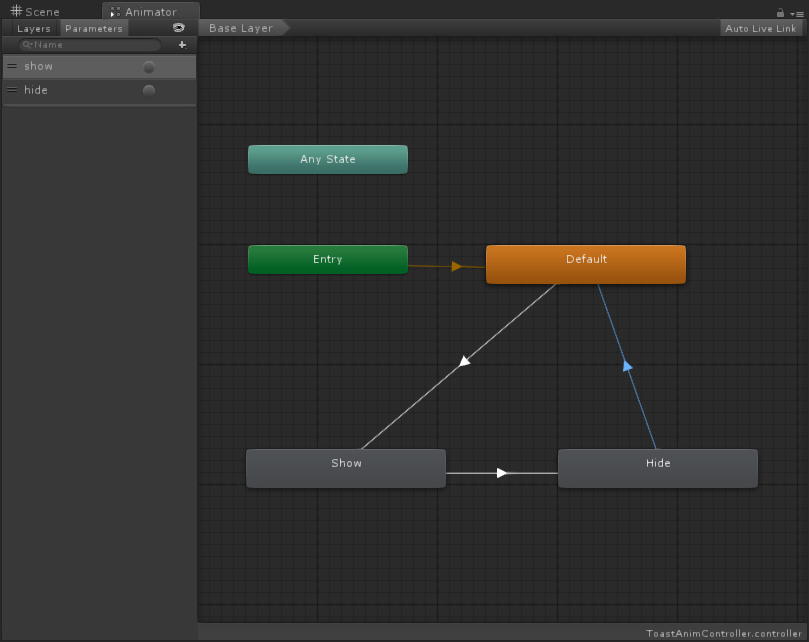 Scene
Animator
Layers
Parameters
Base Layer
Auto Live Link
Name
show
hide
Any State
Entry
Default
Show
Hide
ToastAnimController.controller